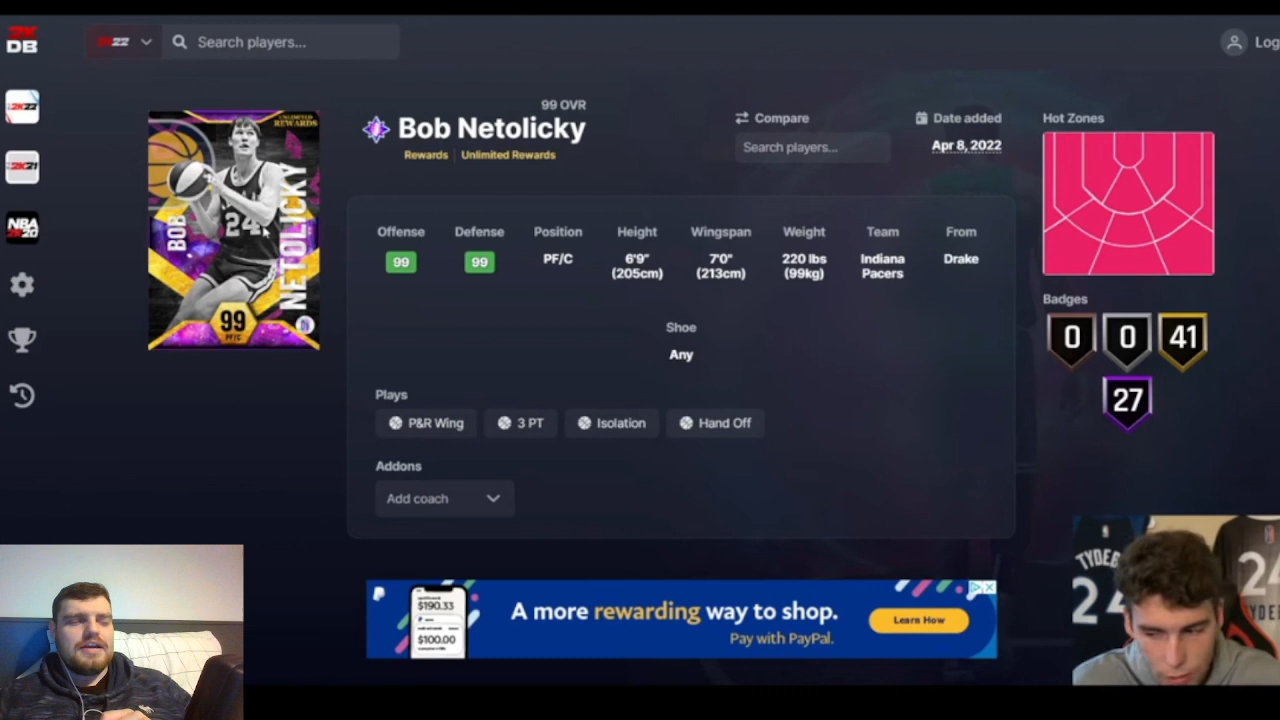 2K
DB
2K22
Search players...
Log
2K22
2K21
NBA
2K20
UNLIMITED
REWARDS
BOB
NETOLICKY
24
99
PF/C
99 OVR
Bob Netolicky
Rewards
Unlimited Rewards
Compare
Search players...
Date added
Apr 8, 2022
Hot Zones
Offense
Defense
Position
Height
Wingspan
Weight
Team
From
99
99
PF/C
6'9"
(205cm)
7'0"
(213cm)
220 lbs
(99kg)
Indiana
Pacers
Drake
Shoe
Any
Badges
0
0
41
27
Plays
P&R Wing
3 PT
Isolation
Hand Off
Addons
Add coach
$190.33
$100.00
A more rewarding way to shop.
Pay with PayPal.
Learn How
TYDEB
24
24
YDE